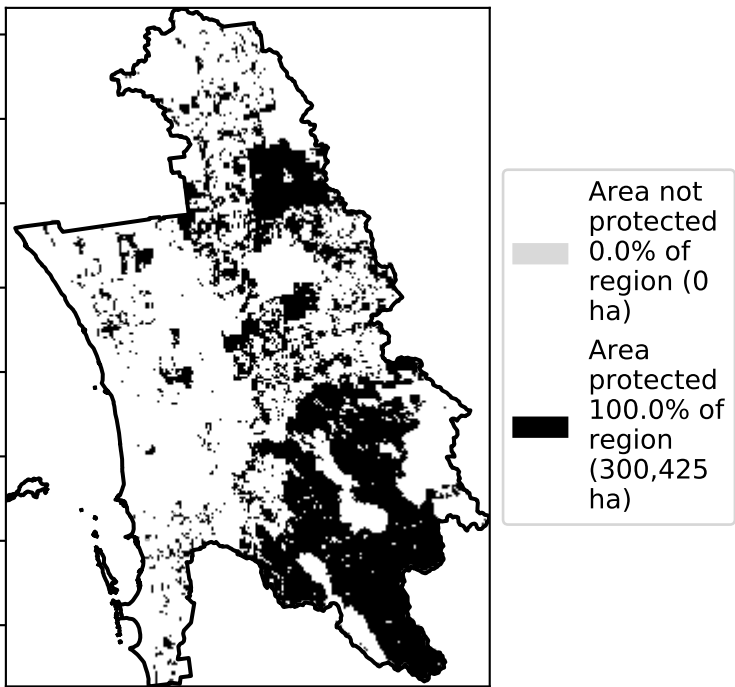 Area not
protected
0.0% of
region (0
ha)
Area
protected
100.0% of
region
(300,425
ha)